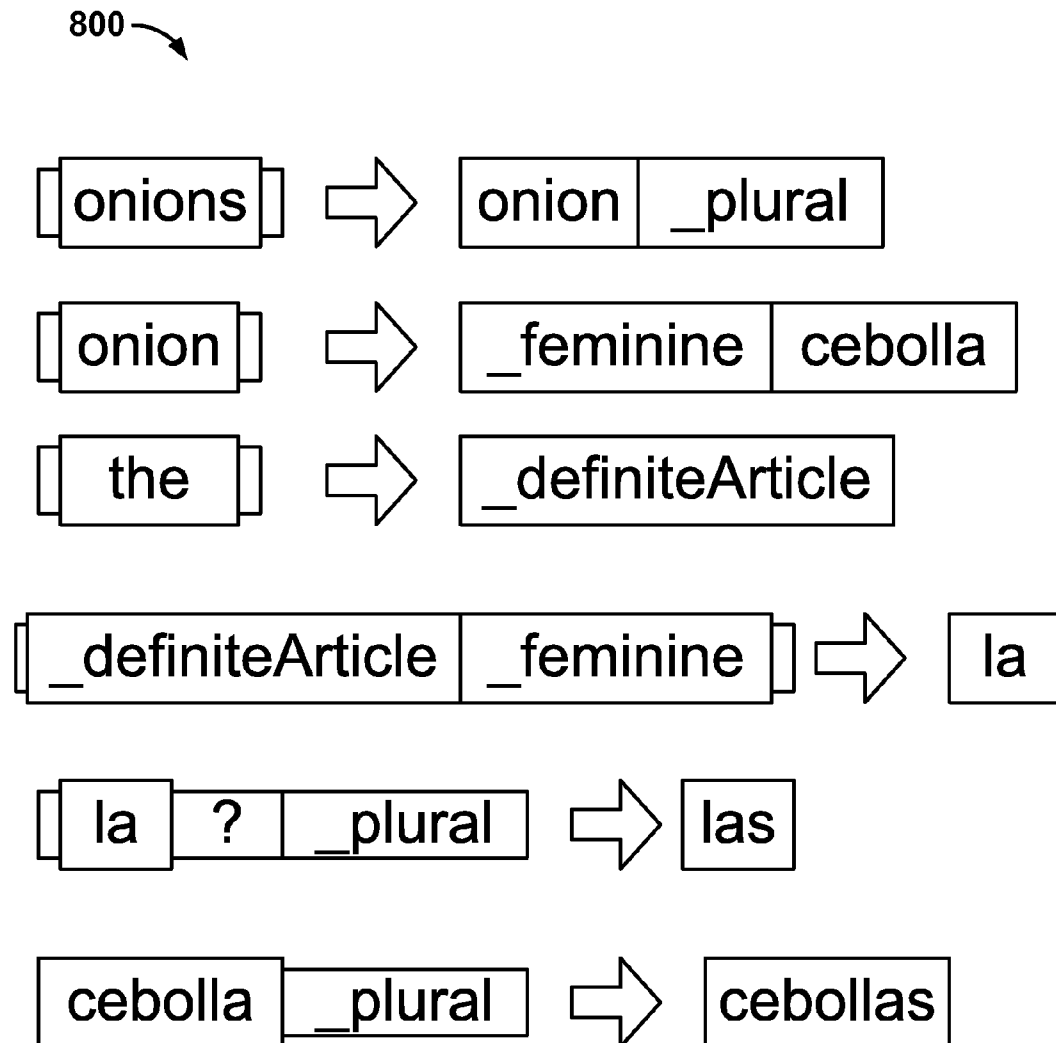 800
onions onion _plural
onion _feminine cebolla
the _definiteArticle
_definiteArticle _feminine la
la ? _plural las
cebolla _plural cebollas